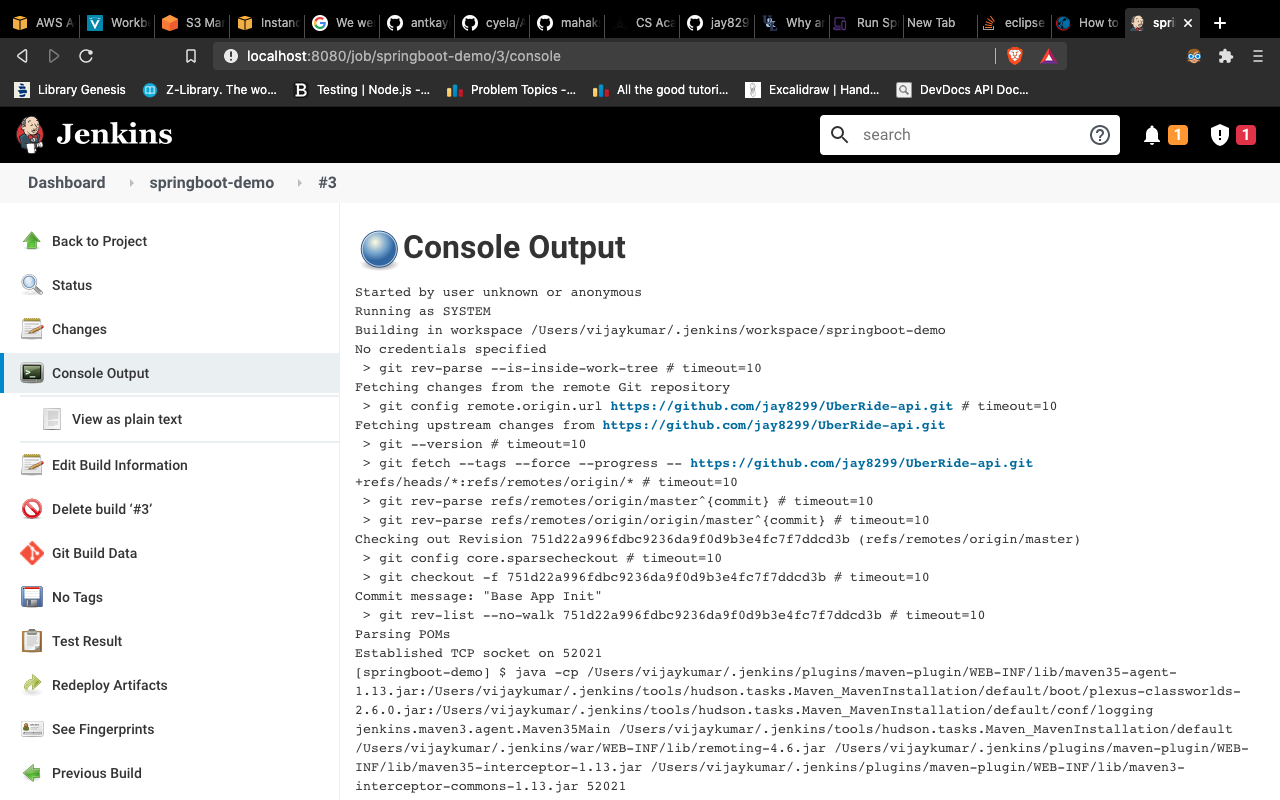 AWS A
Workb
S3 Mar
Instanc
We we
antkay
cyela/A
mahak
CS Aca
jay829
Why ar
Run Sp
New Tab
eclipse
How to
spri
localhost:8080/job/springboot-demo/3/console
Library Genesis
Z-Library. The wo...
Testing | Node.js -...
Problem Topics -...
All the good tutori...
Excalidraw | Hand...
DevDocs API Doc...
Jenkins
search
1
1
Dashboard
springboot-demo
#3
Back to Project
Status
Changes
Console Output
View as plain text
Edit Build Information
Delete build ‘#3’
Git Build Data
No Tags
Test Result
Redeploy Artifacts
See Fingerprints
Previous Build
Console Output
Started by user unknown or anonymous
Running as SYSTEM
Building in workspace /Users/vijaykumar/.jenkins/workspace/springboot-demo
No credentials specified
> git rev-parse --is-inside-work-tree # timeout=10
Fetching changes from the remote Git repository
> git config remote.origin.url https://github.com/jay8299/UberRide-api.git # timeout=10
Fetching upstream changes from https://github.com/jay8299/UberRide-api.git
> git --version # timeout=10
> git fetch --tags --force --progress -- https://github.com/jay8299/UberRide-api.git
+refs/heads/*:refs/remotes/origin/* # timeout=10
> git rev-parse refs/remotes/origin/master^{commit} # timeout=10
> git rev-parse refs/remotes/origin/origin/master^{commit} # timeout=10
Checking out Revision 751d22a996fdbc9236da9f0d9b3e4fc7f7ddcd3b (refs/remotes/origin/master)
> git config core.sparsecheckout # timeout=10
> git checkout -f 751d22a996fdbc9236da9f0d9b3e4fc7f7ddcd3b # timeout=10
Commit message: "Base App Init"
> git rev-list --no-walk 751d22a996fdbc9236da9f0d9b3e4fc7f7ddcd3b # timeout=10
Parsing POMs
Established TCP socket on 52021
[springboot-demo] $ java -cp /Users/vijaykumar/.jenkins/plugins/maven-plugin/WEB-INF/lib/maven35-agent-
1.13.jar:/Users/vijaykumar/.jenkins/tools/hudson.tasks.Maven_MavenInstallation/default/boot/plexus-classworlds-
2.6.0.jar:/Users/vijaykumar/.jenkins/tools/hudson.tasks.Maven_MavenInstallation/default/conf/logging
jenkins.maven3.agent.Maven35Main /Users/vijaykumar/.jenkins/tools/hudson.tasks.Maven_MavenInstallation/default
/Users/vijaykumar/.jenkins/war/WEB-INF/lib/remoting-4.6.jar /Users/vijaykumar/.jenkins/plugins/maven-plugin/WEB-
INF/lib/maven35-interceptor-1.13.jar /Users/vijaykumar/.jenkins/plugins/maven-plugin/WEB-INF/lib/maven3-
interceptor-commons-1.13.jar 52021